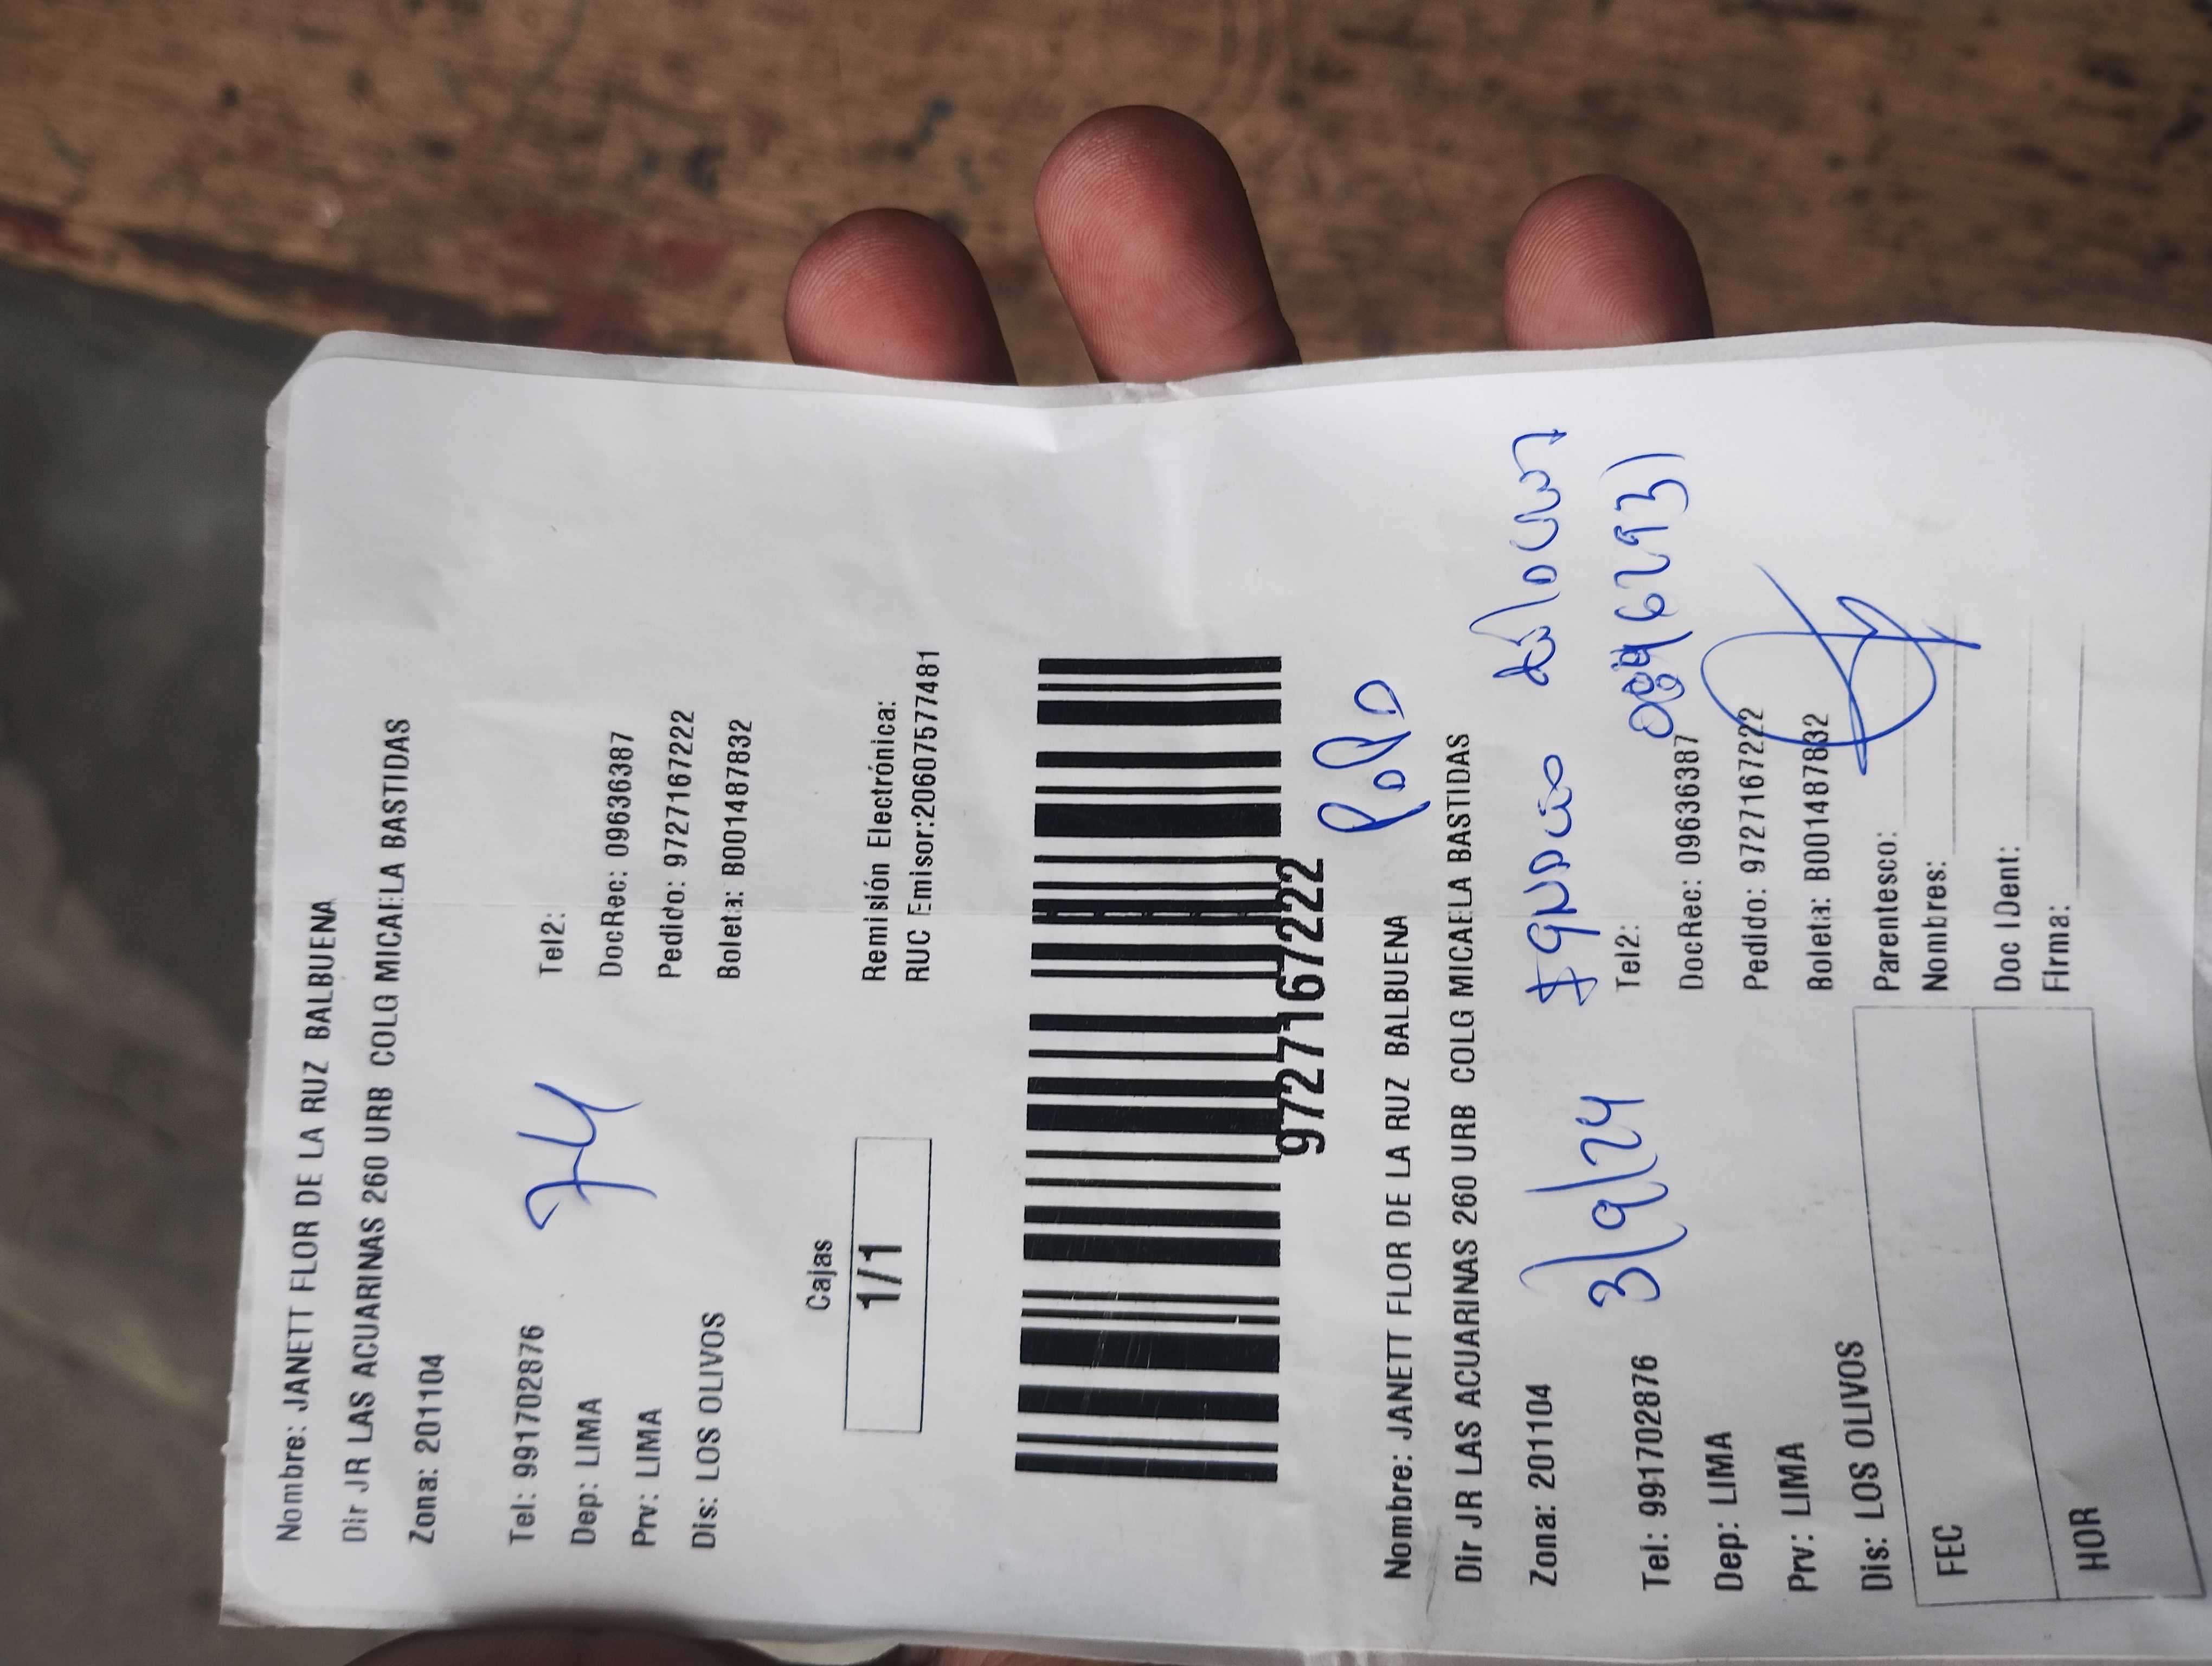 Nombre: JANETT FLOR DE LA RUZ BALBUENA
Dir JR LAS ACUARINAS 260 URB COLG MICAELA BASTIDAS
Zona: 201104
Tel: 991702876 Tel2:
74
Dep: LIMA DocRec: 09636387
Prv: LIMA Pedido: 9727167222
Dis: LOS OLIVOS Boleta: B001487832
Cajas
1/1
Remisión Electrónica:
RUC Emisor:20607577481
9727167222
Nombre: JANETT FLOR DE LA RUZ BALBUENA
Dir JR LAS ACUARINAS 260 URB COLG MICAELA BASTIDAS
Zona: 201104
3/9/24
Tel: 991702876 Tel2:
Dep: LIMA DocRec: 09636387
Prv: LIMA Pedido: 9727167222
Dis: LOS OLIVOS Boleta: B001487832
FEC
HOR
Parentesco:
Nombres:
Doc IDent:
Firma: